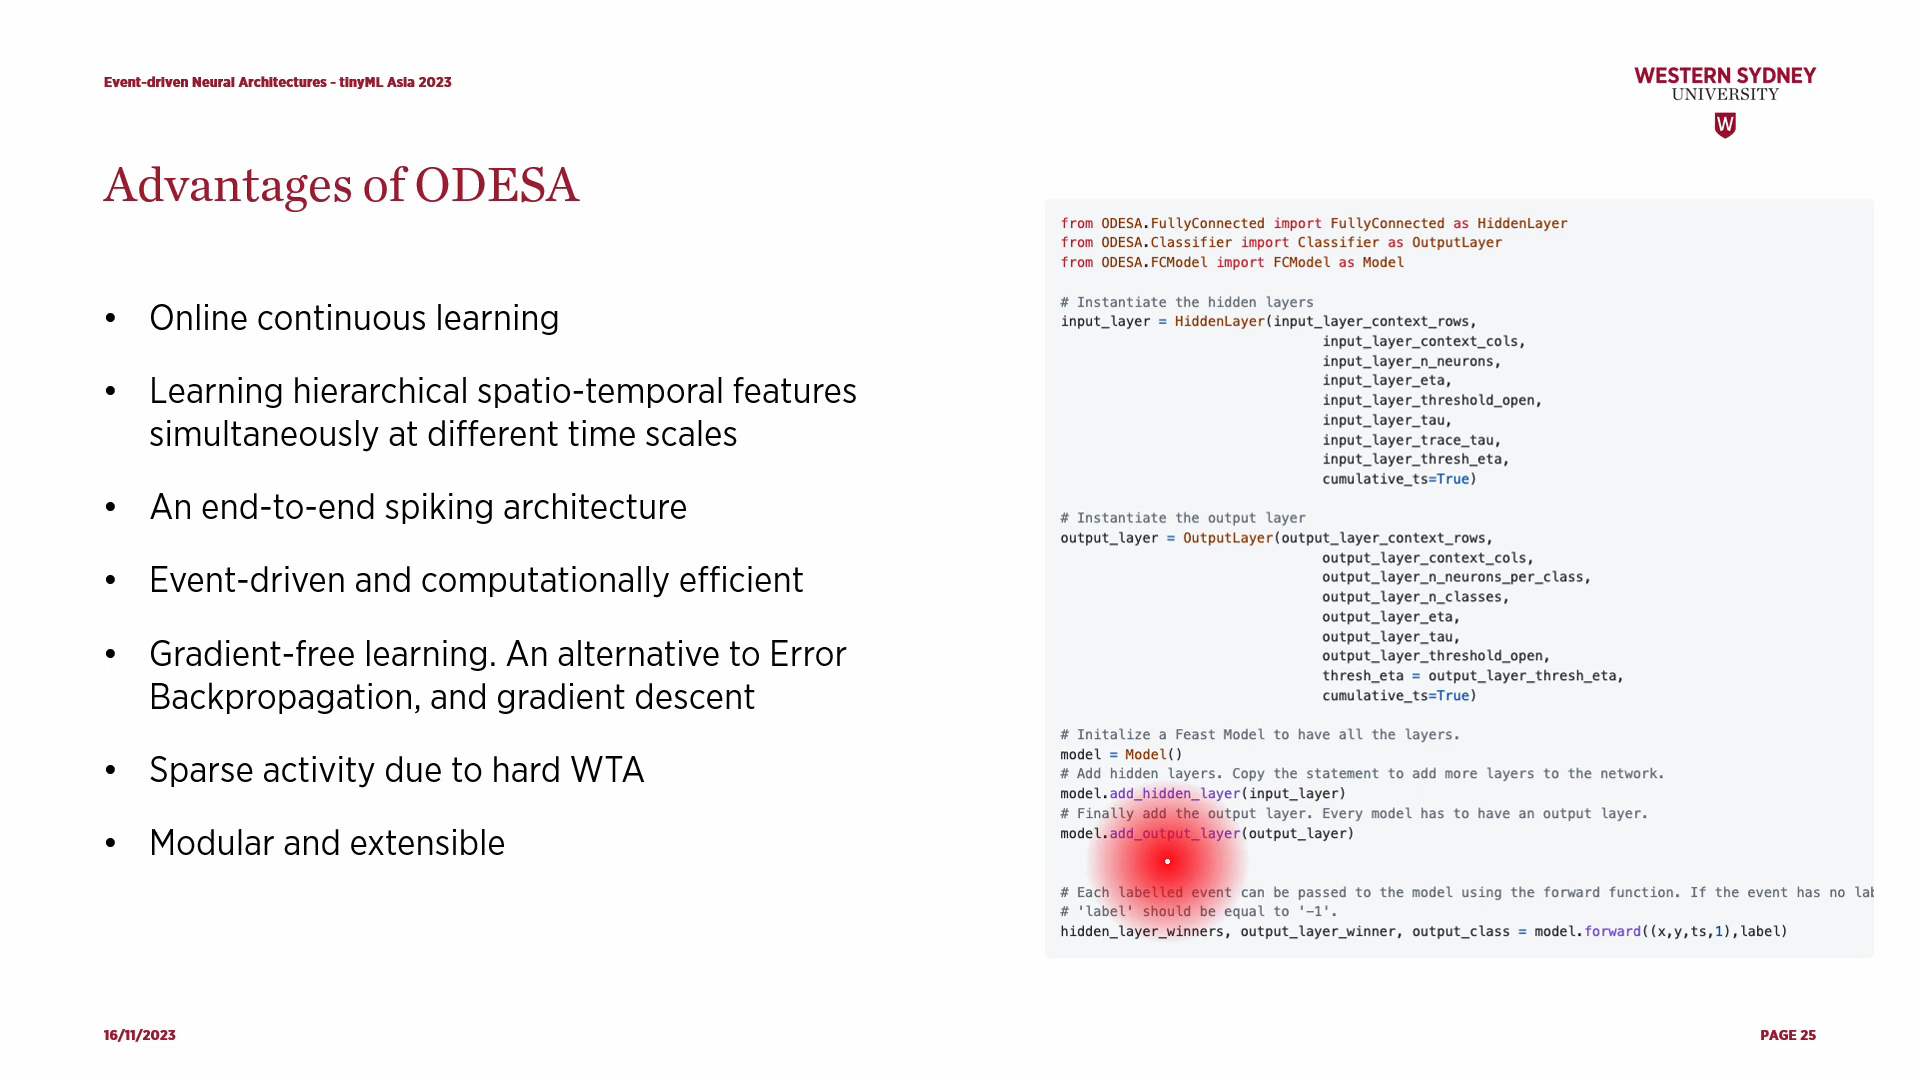 Event-driven Neural Architectures - tinyML Asia 2023
WESTERN SYDNEY
UNIVERSITY
W
Advantages of ODESA
• Online continuous learning
• Learning hierarchical spatio-temporal features
simultaneously at different time scales
• An end-to-end spiking architecture
• Event-driven and computationally efficient
• Gradient-free learning. An alternative to Error
Backpropagation, and gradient descent
• Sparse activity due to hard WTA
• Modular and extensible
from ODESA.FullyConnected import FullyConnected as HiddenLayer
from ODESA.Classifier import Classifier as OutputLayer
from ODESA.FCModel import FCModel as Model
# Instantiate the hidden layers
input_layer = HiddenLayer(input_layer_context_rows,
input_layer_context_cols,
input_layer_n_neurons,
input_layer_eta,
input_layer_threshold_open,
input_layer_tau,
input_layer_trace_tau,
input_layer_thresh_eta,
cumulative_ts=True)
# Instantiate the output layer
output_layer = OutputLayer(output_layer_context_rows,
output_layer_context_cols,
output_layer_n_neurons_per_class,
output_layer_n_classes,
output_layer_eta,
output_layer_tau,
output_layer_threshold_open,
thresh_eta = output_layer_thresh_eta,
cumulative_ts=True)
# Initalize a Feast Model to have all the layers.
model = Model()
# Add hidden layers. Copy the statement to add more layers to the network.
model.add_hidden_layer(input_layer)
# Finally add the output layer. Every model has to have an output layer.
model.add_output_layer(output_layer)
# Each labelled event can be passed to the model using the forward function. If the event has no lab
# 'label' should be equal to '-1'.
hidden_layer_winners, output_layer_winner, output_class = model.forward((x,y,ts,1),label)
16/11/2023
PAGE 25